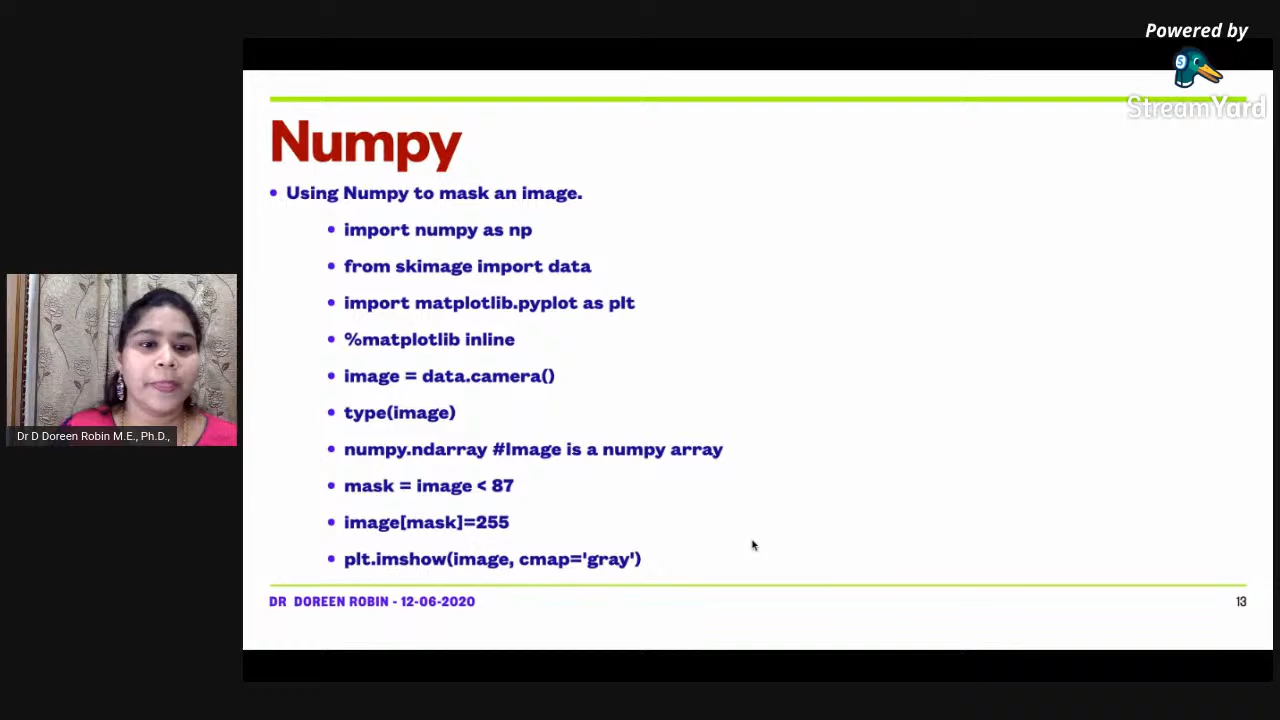 Powered by
StreamYard
Numpy
• Using Numpy to mask an image.
• import numpy as np
• from skimage import data
• import matplotlib.pyplot as plt
• %matplotlib inline
• image = data.camera()
• type(image)
• numpy.ndarray #Image is a numpy array
• mask = image < 87
• image[mask]=255
• plt.imshow(image, cmap='gray')
DR DOREEN ROBIN - 12-06-2020
13
Dr D Doreen Robin M.E., Ph.D.,